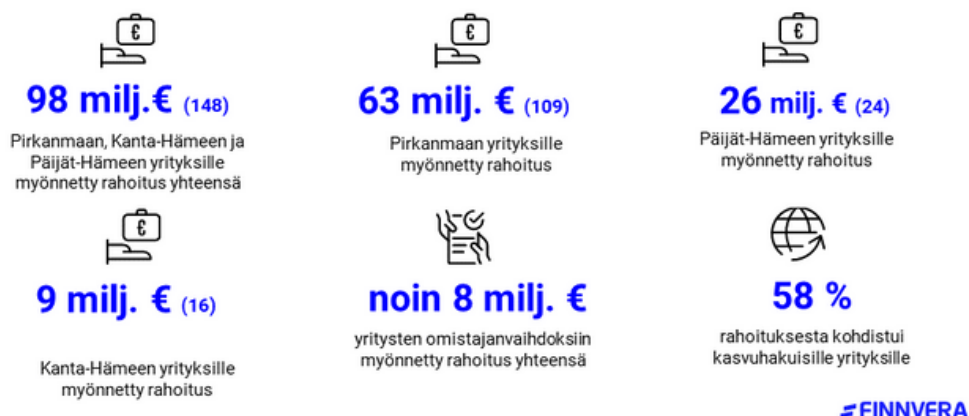 98 milj.€ (148)
Pirkanmaan, Kanta-Hämeen ja
Päijät-Hämeen yrityksille
myönnetty rahoitus yhteensä
63 milj. € (109)
Pirkanmaan yrityksille
myönnetty rahoitus
26 milj. € (24)
Päijät-Hämeen yrityksille
myönnetty rahoitus
9 milj. € (16)
Kanta-Hämeen yrityksille
myönnetty rahoitus
noin 8 milj. €
yritysten omistajanvaihdoksiin
myönnetty rahoitus yhteensä
58 %
rahoituksesta kohdistui
kasvuhakuisille yrityksille
FINNVERA